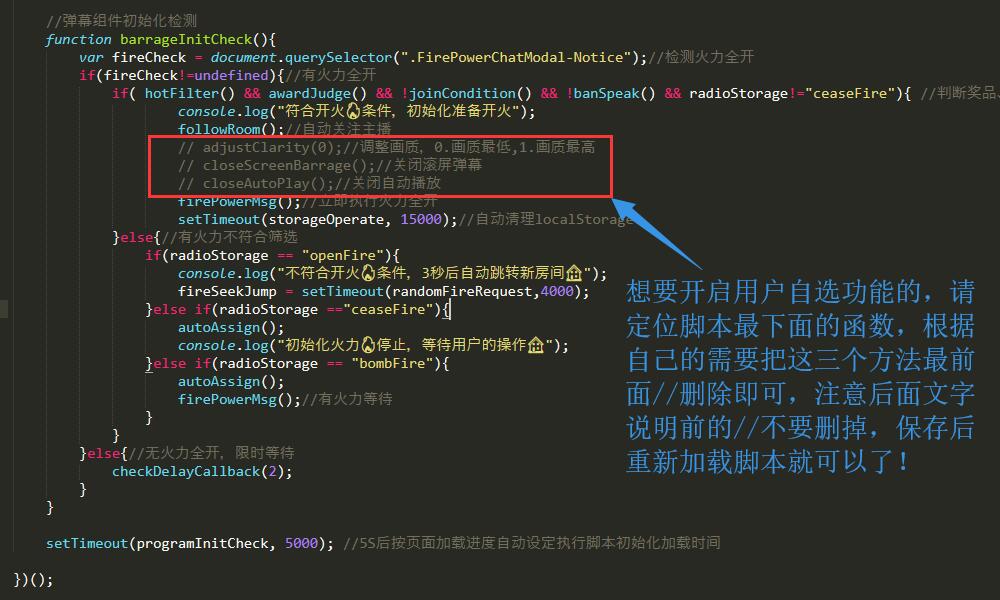 //弹幕组件初始化检测
function barrageInitCheck(){
var fireCheck = document.querySelector(".FirePowerChatModal-Notice");//检测火力全开
if(fireCheck!=undefined){//有火力全开
if( hotFilter() && awardJudge() && !joinCondition() && !banSpeak() && radioStorage!="ceaseFire"){ //判断奖品、
console.log("符合开火🔥条件, 初始化准备开火");
followRoom();//自动关注主播
// adjustClarity(0);//调整画质, 0.画质最低,1.画质最高
// closeScreenBarrage();//关闭滚屏弹幕
// closeAutoPlay();//关闭自动播放
firePowerMsg();//立即执行火力全开
setTimeout(storageOperate, 15000);//自动清理localStorage
}else{//有火力不符合筛选
if(radioStorage == "openFire"){
console.log("不符合开火🔥条件, 3秒后自动跳转新房间🏠");
fireSeekJump = setTimeout(randomFireRequest,4000);
}else if(radioStorage =="ceaseFire"){
autoAssign();
console.log("初始化火力🔥停止, 等待用户的操作🏠");
}else if(radioStorage == "bombFire"){
autoAssign();
firePowerMsg();//有火力等待
}
}
}else{//无火力全开, 限时等待
checkDelayCallback(2);
}
}
setTimeout(programInitCheck, 5000); //5S后按页面加载进度自动设定执行脚本初始化加载时间
})();
想要开启用户自选功能的，请
定位脚本最下面的函数，根据
自己的需要把这三个方法最前
面//删除即可，注意后面文字
说明前的//不要删掉，保存后
重新加载脚本就可以了！